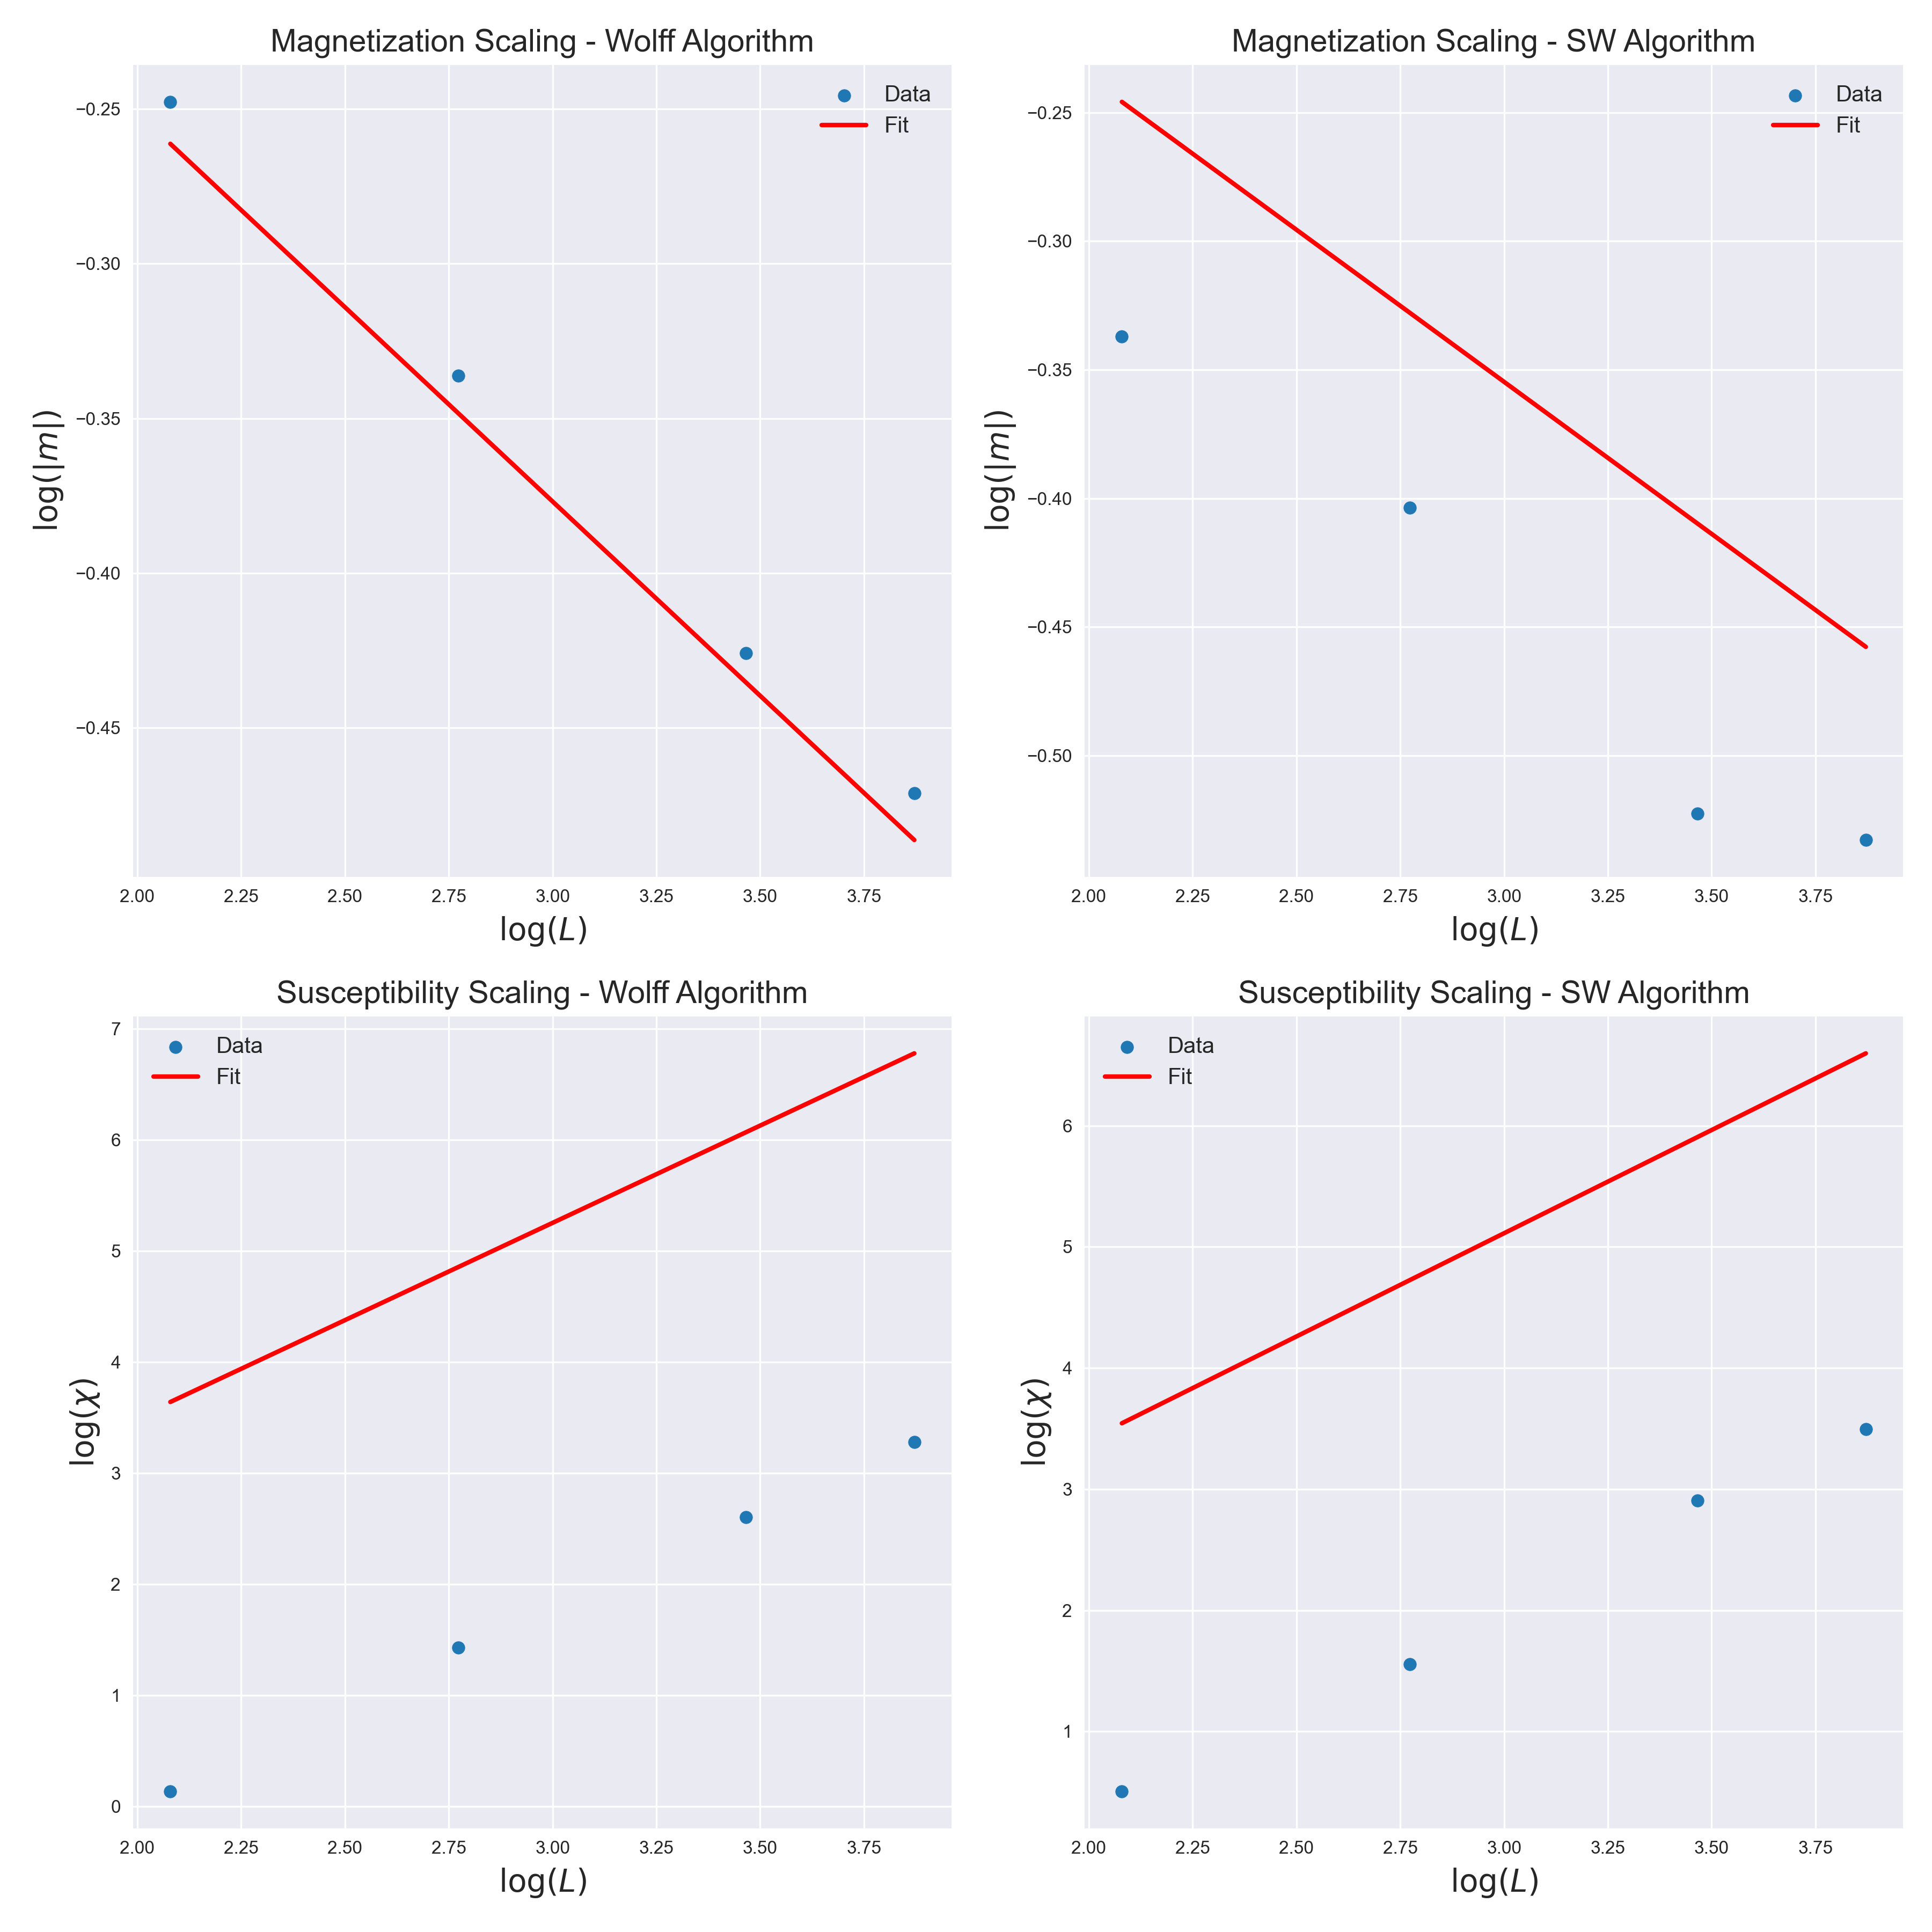 Magnetization Scaling - Wolff Algorithm
Data
Fit
−0.25
−0.30
−0.35
−0.40
−0.45
log(|m|)
2.00 2.25 2.50 2.75 3.00 3.25 3.50 3.75
log(L)
Magnetization Scaling - SW Algorithm
Data
Fit
−0.25
−0.30
−0.35
−0.40
−0.45
−0.50
log(|m|)
2.00 2.25 2.50 2.75 3.00 3.25 3.50 3.75
log(L)
Susceptibility Scaling - Wolff Algorithm
Data
Fit
7
6
5
4
3
2
1
0
log(χ)
2.00 2.25 2.50 2.75 3.00 3.25 3.50 3.75
log(L)
Susceptibility Scaling - SW Algorithm
Data
Fit
6
5
4
3
2
1
log(χ)
2.00 2.25 2.50 2.75 3.00 3.25 3.50 3.75
log(L)